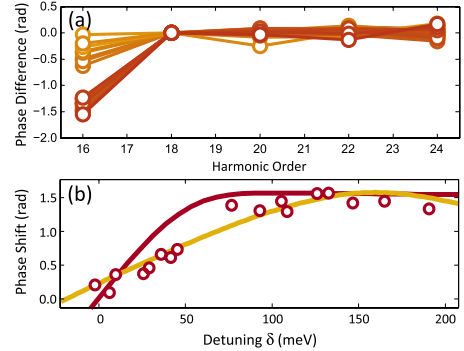 (a)
Phase Difference (rad)
0.5
0.0
−0.5
−1.0
−1.5
−2.0
16 17 18 19 20 21 22 23 24
Harmonic Order
(b)
Phase Shift (rad)
1.5
1.0
0.5
0.0
0 50 100 150 200
Detuning δ (meV)